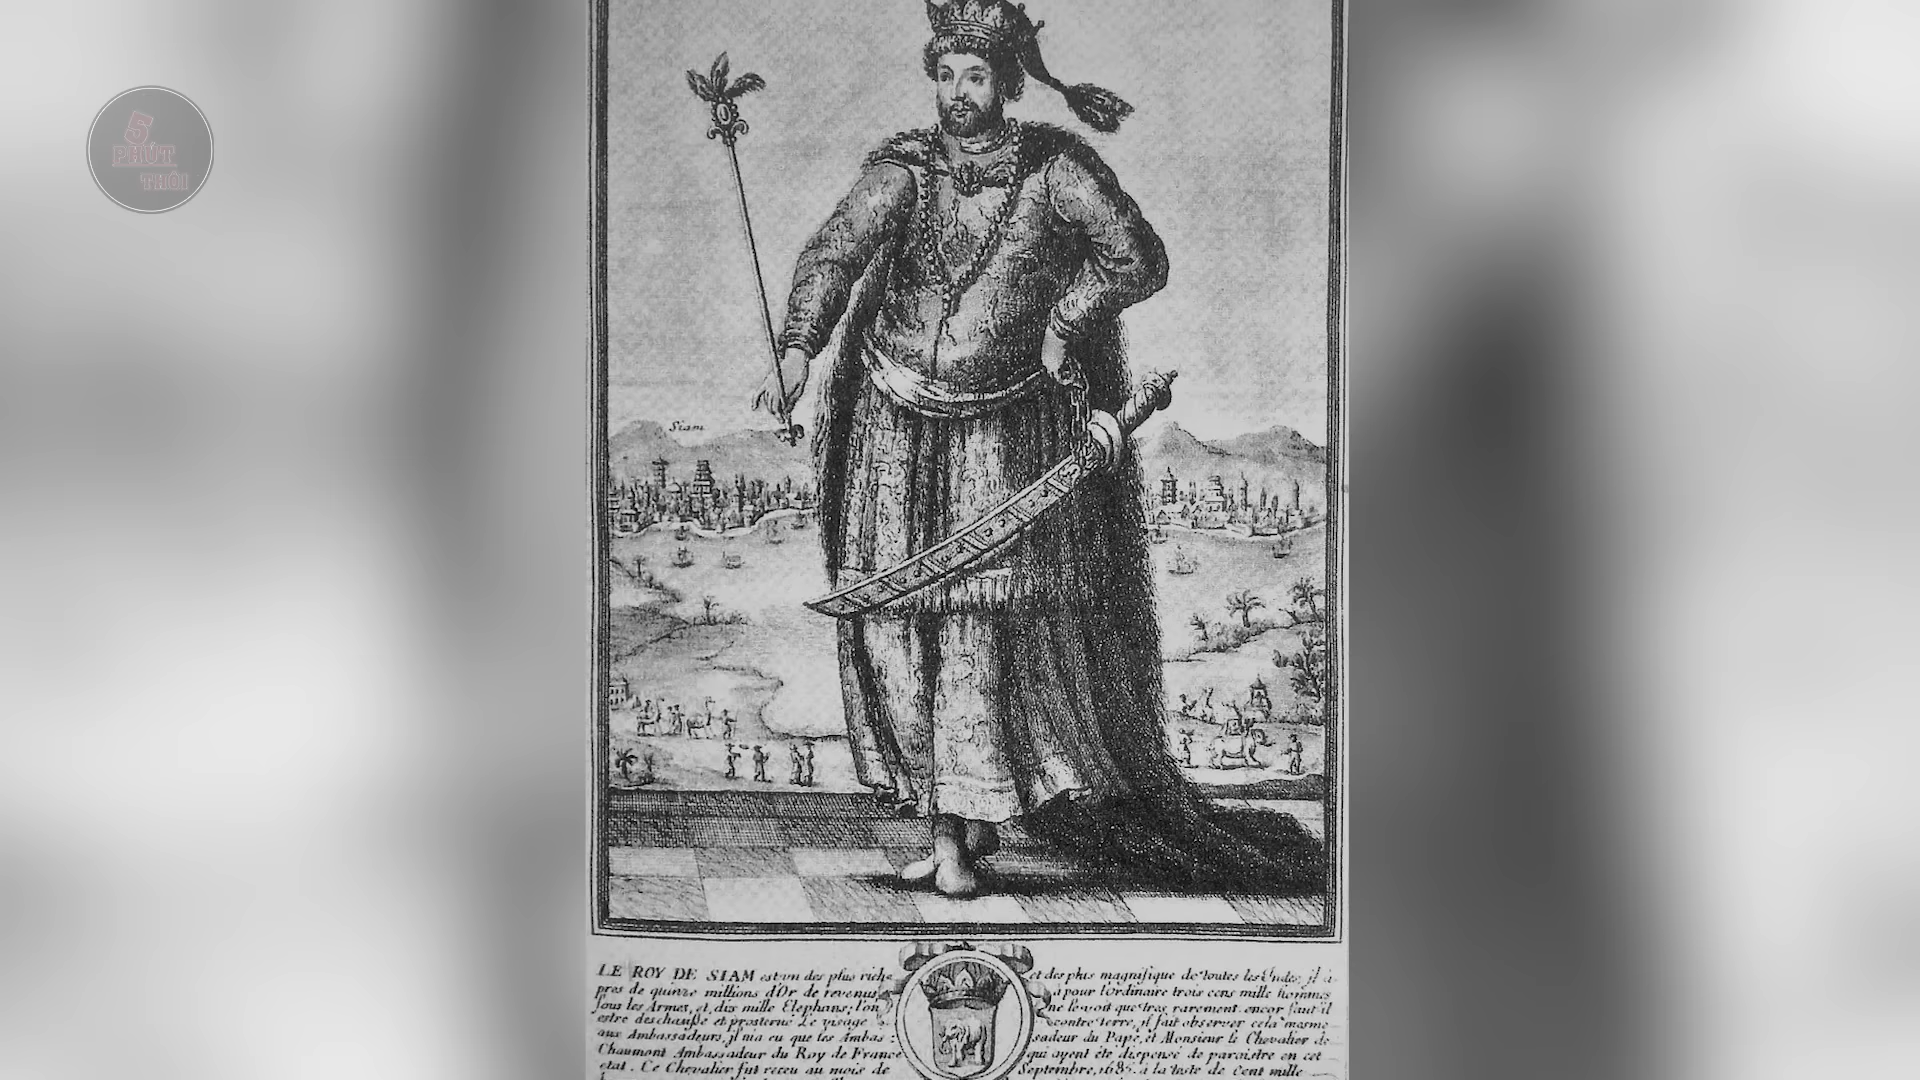 5
PHÚT
THÔI
Siam
LE ROY DE SIAM est un des plus riche et des plus magnifique de toutes les Indes, il à
pres de quinze millions d'Or de revenus, à pour l'Ordinaire trois cens mille hommes
sous les Armes, et, dix mille Elephans; l'on ne le voit que tres rarement encor faut il
estre deschaussé et prosterné Le visage contre terre, il fait observer cela mesme
aux Ambassadeurs, il n'a eu que les Ambassadeur du Pape, et Monsieur le Chevalier de
Chaumont Ambassadeur du Roy de France qui ayent été dispensé de paroistre en cet
etat. Ce Chevalier fut receu au mois de Septembre, 1685. à la teste de Cent mille